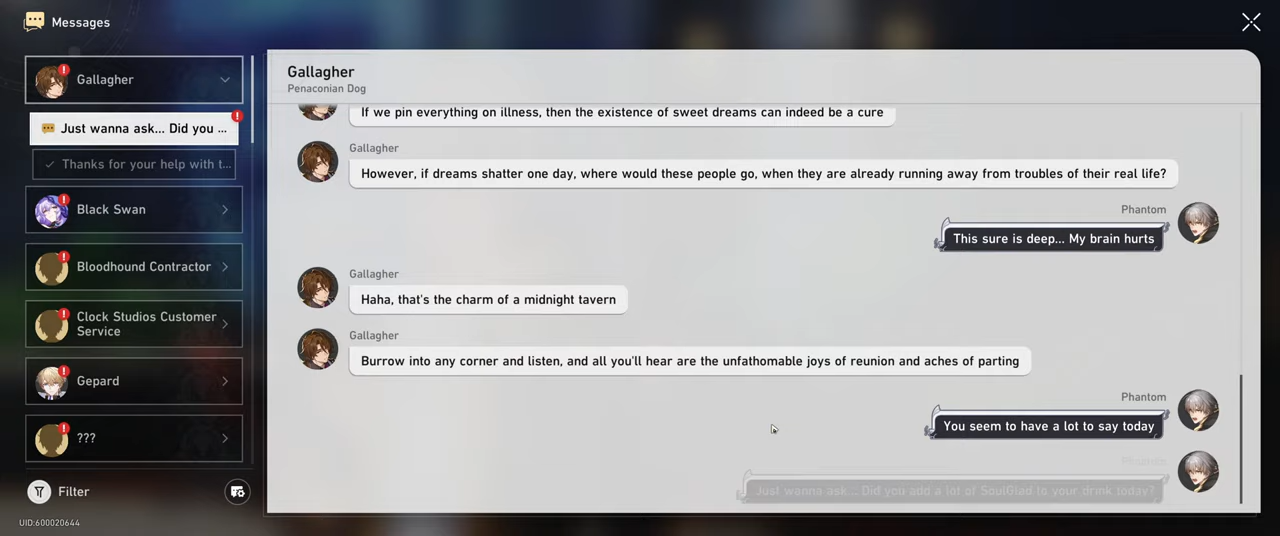 Messages
Gallagher
Just wanna ask... Did you ...
Thanks for your help with t...
Black Swan
Bloodhound Contractor
Clock Studios Customer
Service
Gepard
???
Filter
UID:600020644
Gallagher
Penaconian Dog
If we pin everything on illness, then the existence of sweet dreams can indeed be a cure
Gallagher
However, if dreams shatter one day, where would these people go, when they are already running away from troubles of their real life?
Phantom
This sure is deep... My brain hurts
Gallagher
Haha, that's the charm of a midnight tavern
Gallagher
Burrow into any corner and listen, and all you'll hear are the unfathomable joys of reunion and aches of parting
Phantom
You seem to have a lot to say today
Phantom
Just wanna ask... Did you add a lot of SoulGlad to your drink today?